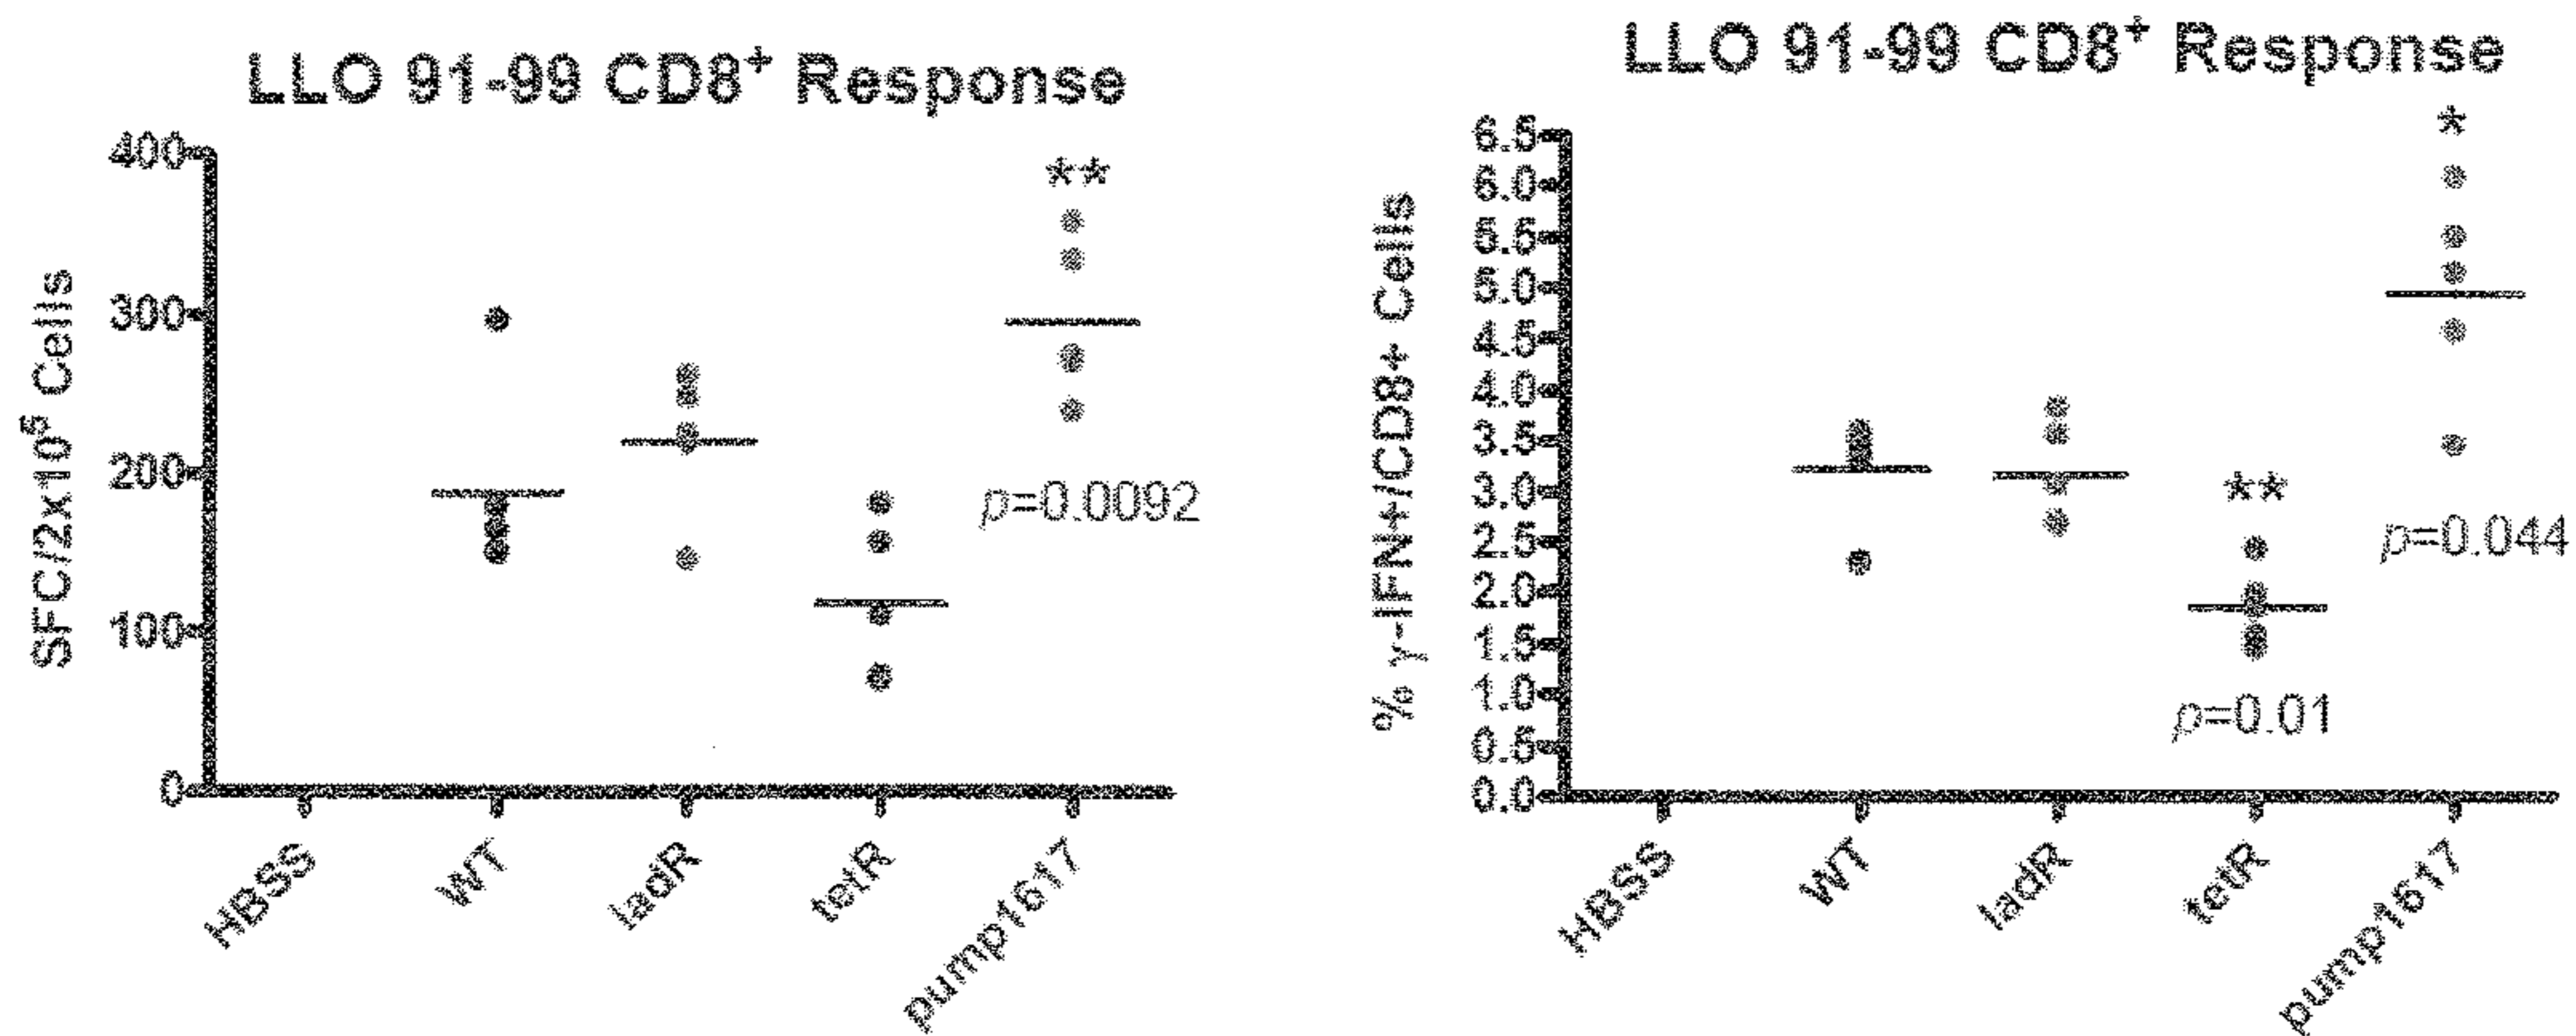 LLO 91-99 CD8⁺ Response
SFC/2x10⁵ Cells
400
300
200
100
0
**
p=0.0092
HBSS
WT
ladR
tetR
pump1617
LLO 91-99 CD8⁺ Response
% γ-IFN+/CD8+ Cells
6.5
6.0
5.5
5.0
4.5
4.0
3.5
3.0
2.5
2.0
1.5
1.0
0.5
0.0
*
**
p=0.044
p=0.01
HBSS
WT
ladR
tetR
pump1617